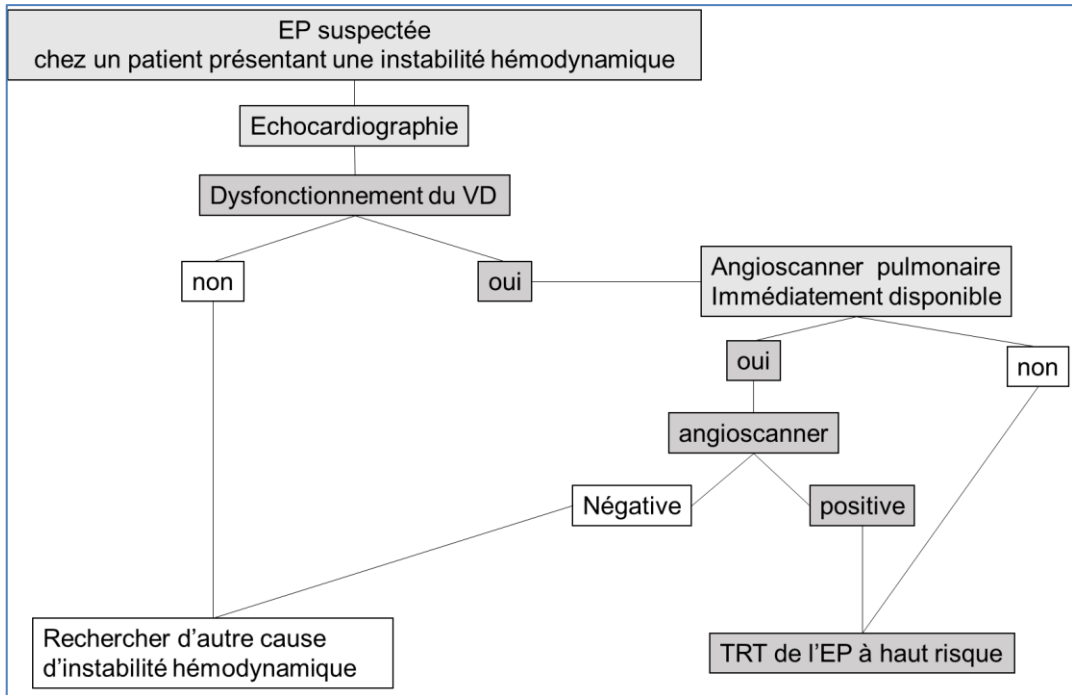 EP suspectée
chez un patient présentant une instabilité hémodynamique
Echocardiographie
Dysfonctionnement du VD
non
oui
Angioscanner pulmonaire
Immédiatement disponible
oui
non
angioscanner
Négative
positive
Rechercher d'autre cause
d'instabilité hémodynamique
TRT de l'EP à haut risque